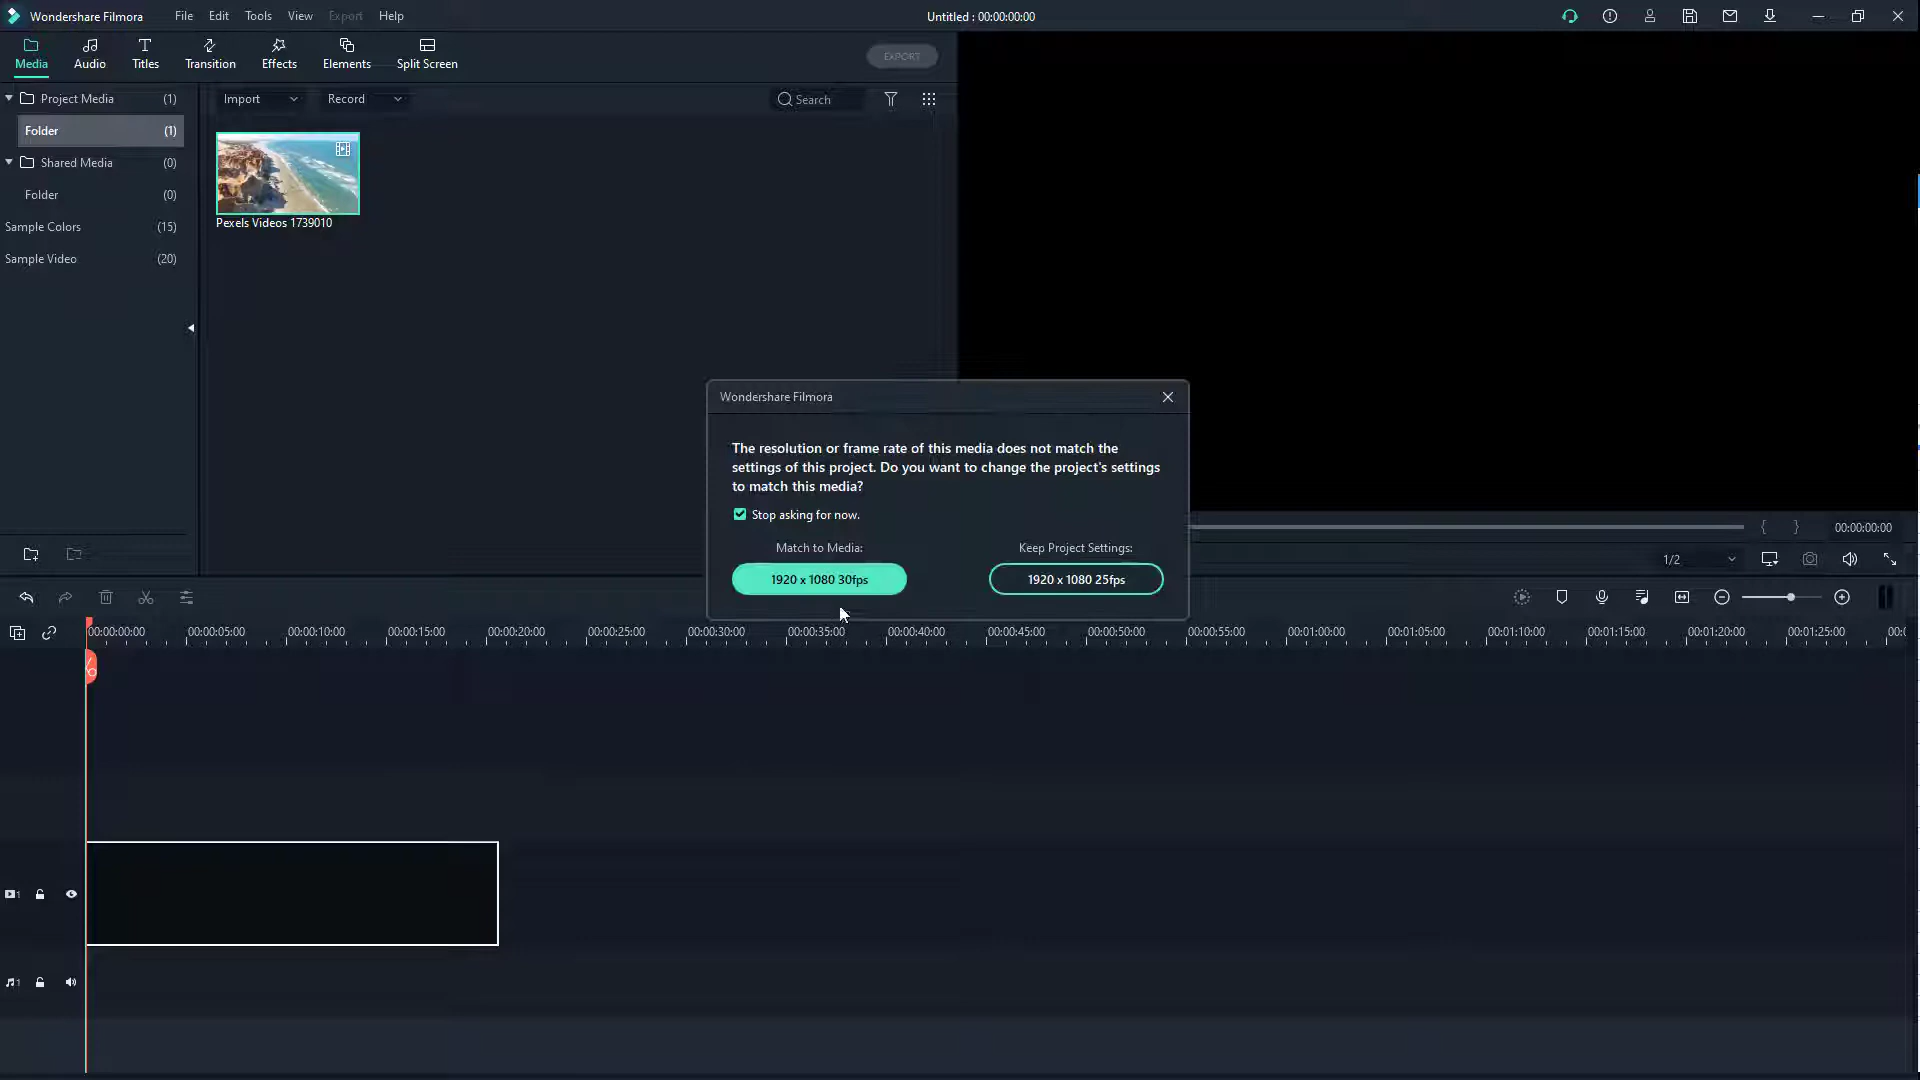 Wondershare Filmora File Edit Tools View Export Help Untitled : 00:00:00:00
Media Audio Titles Transition Effects Elements Split Screen EXPORT
Project Media (1)
Folder (1)
Shared Media (0)
Folder (0)
Sample Colors (15)
Sample Video (20)
Import Record Search
Pexels Videos 1739010
Wondershare Filmora
The resolution or frame rate of this media does not match the
settings of this project. Do you want to change the project's settings
to match this media?
Stop asking for now.
Match to Media: Keep Project Settings:
1920 x 1080 30fps 1920 x 1080 25fps
{ } 00:00:00:00
1/2
00:00:00:00 00:00:05:00 00:00:10:00 00:00:15:00 00:00:20:00 00:00:25:00 00:00:30:00 00:00:35:00 00:00:40:00 00:00:45:00 00:00:50:00 00:00:55:00 00:01:00:00 00:01:05:00 00:01:10:00 00:01:15:00 00:01:20:00 00:01:25:00
1
1